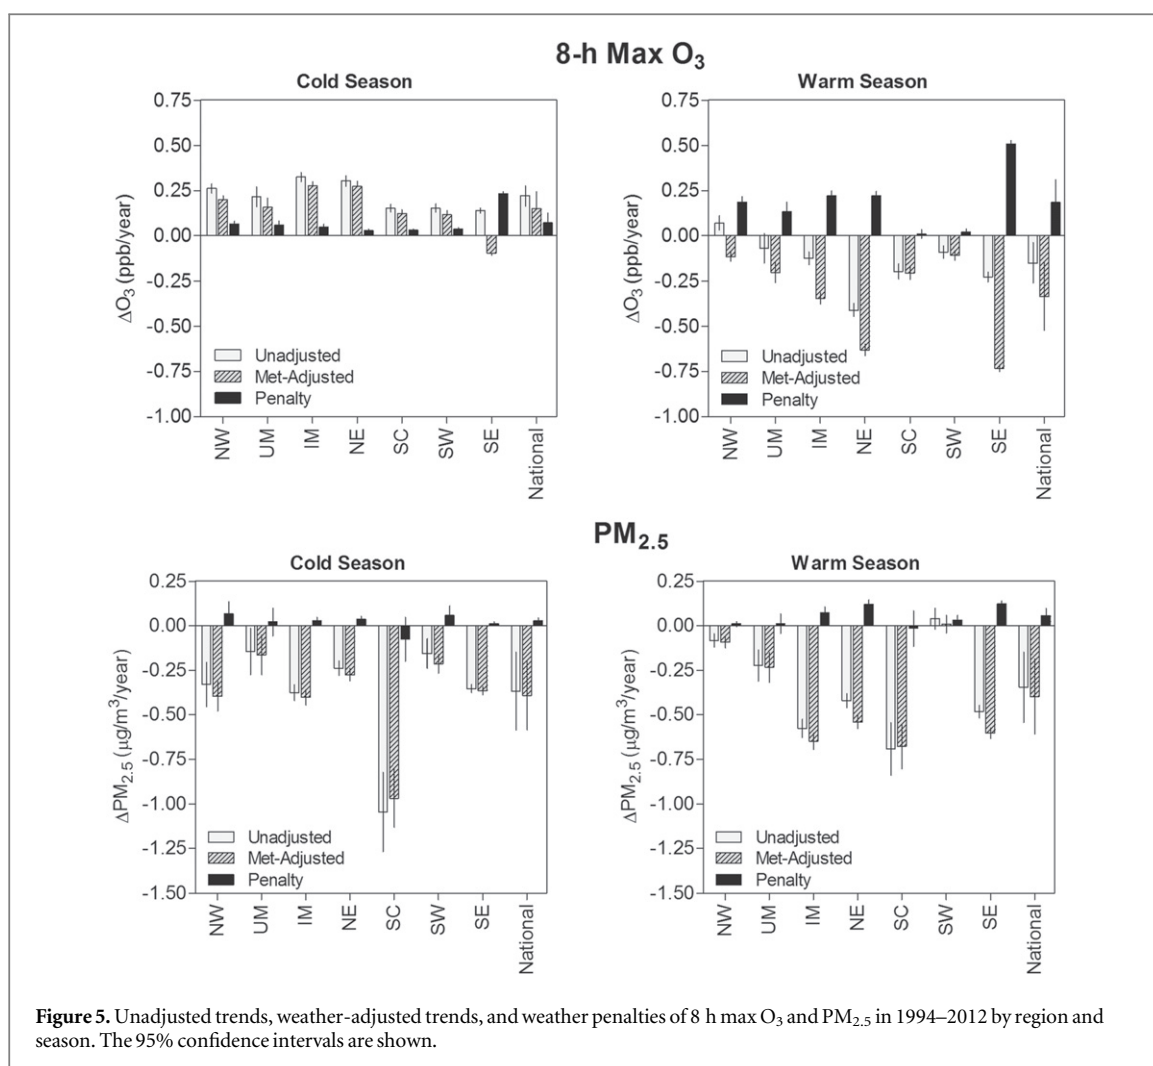 8-h Max O3
Cold Season
0.75
0.50
0.25
0.00
-0.25
-0.50
-0.75
-1.00
ΔO3 (ppb/year)
Unadjusted
Met-Adjusted
Penalty
NW
UM
IM
NE
SC
SW
SE
National
Warm Season
0.75
0.50
0.25
0.00
-0.25
-0.50
-0.75
-1.00
ΔO3 (ppb/year)
Unadjusted
Met-Adjusted
Penalty
NW
UM
IM
NE
SC
SW
SE
National
PM2.5
Cold Season
0.25
0.00
-0.25
-0.50
-0.75
-1.00
-1.25
-1.50
ΔPM2.5 (µg/m³/year)
Unadjusted
Met-Adjusted
Penalty
NW
UM
IM
NE
SC
SW
SE
National
Warm Season
0.25
0.00
-0.25
-0.50
-0.75
-1.00
-1.25
-1.50
ΔPM2.5 (µg/m³/year)
Unadjusted
Met-Adjusted
Penalty
NW
UM
IM
NE
SC
SW
SE
National
Figure 5. Unadjusted trends, weather-adjusted trends, and weather penalties of 8 h max O3 and PM2.5 in 1994–2012 by region and
season. The 95% confidence intervals are shown.